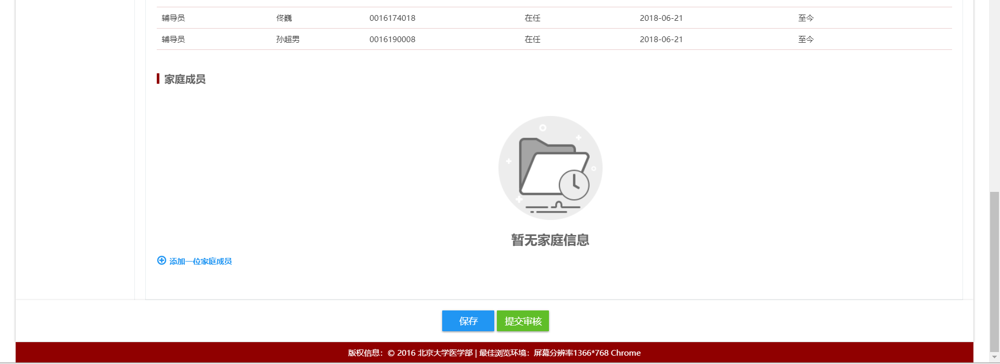 辅导员 佟巍 0016174018 在任 2018-06-21 至今
辅导员 孙超男 0016190008 在任 2018-06-21 至今
家庭成员
暂无家庭信息
添加一位家庭成员
保存 提交审核
版权信息：© 2016 北京大学医学部 | 最佳浏览环境：屏幕分辨率1366*768 Chrome